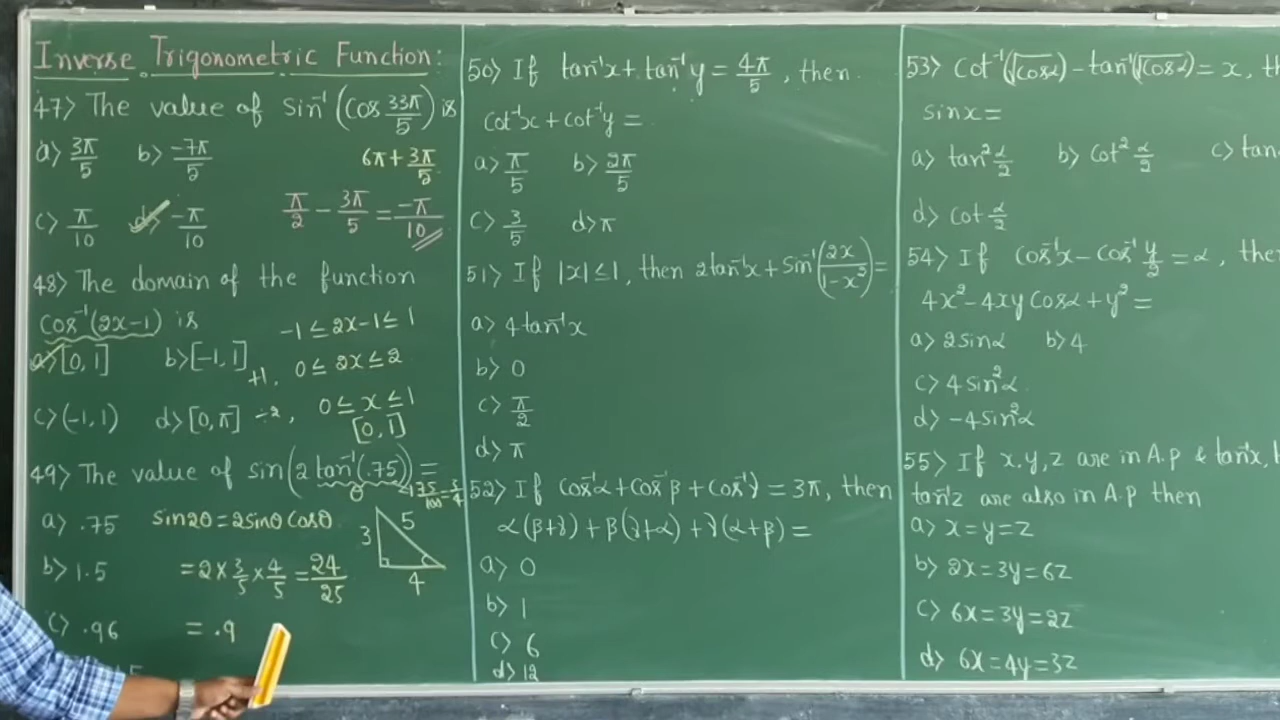 Inverse Trigonometric Function:
47) The value of sin⁻¹(cos 33π/5) is
a) 3π/5 b) -7π/5
6π + 3π/5
c) π/10 d) -π/10
π/2 - 3π/5 = -π/10
48) The domain of the function
cos⁻¹(2x-1) is
-1 ≤ 2x-1 ≤ 1
a) [0,1] b) [-1,1]
+1, 0 ≤ 2x ≤ 2
c) (-1,1) d) [0,π]
÷2, 0 ≤ x ≤ 1
[0,1]
49) The value of sin(2 tan⁻¹(.75)) =
θ 75/100 = 3/4
a) .75 sin2θ = 2sinθ cosθ
3 5 4
b) 1.5 = 2 × 3/5 × 4/5 = 24/25
c) .96 = .9
50) If tan⁻¹x + tan⁻¹y = 4π/5, then
cot⁻¹x + cot⁻¹y =
a) π/5 b) 2π/5
c) 3/5 d) π
51) If |x| ≤ 1, then 2tan⁻¹x + sin⁻¹(2x/1-x²) =
a) 4tan⁻¹x
b) 0
c) π/2
d) π
52) If cos⁻¹α + cos⁻¹β + cos⁻¹γ = 3π, then
α(β+γ) + β(γ+α) + γ(α+β) =
a) 0
b) 1
c) 6
d) 12
53) cot⁻¹(√cosα) - tan⁻¹(√cosα) = x, th
sinx =
a) tan² α/2 b) cot² α/2 c) tan
d) cot α/2
54) If cos⁻¹x - cos⁻¹ y/2 = α, the
4x² - 4xy cosα + y² =
a) 2sinα b) 4
c) 4 sin²α
d) -4sin²α
55) If x,y,z are in A.p & tan⁻¹x,
tan⁻¹z are also in A.p then
a) x=y=z
b) 2x=3y=6z
c) 6x=3y=2z
d) 6x=4y=3z